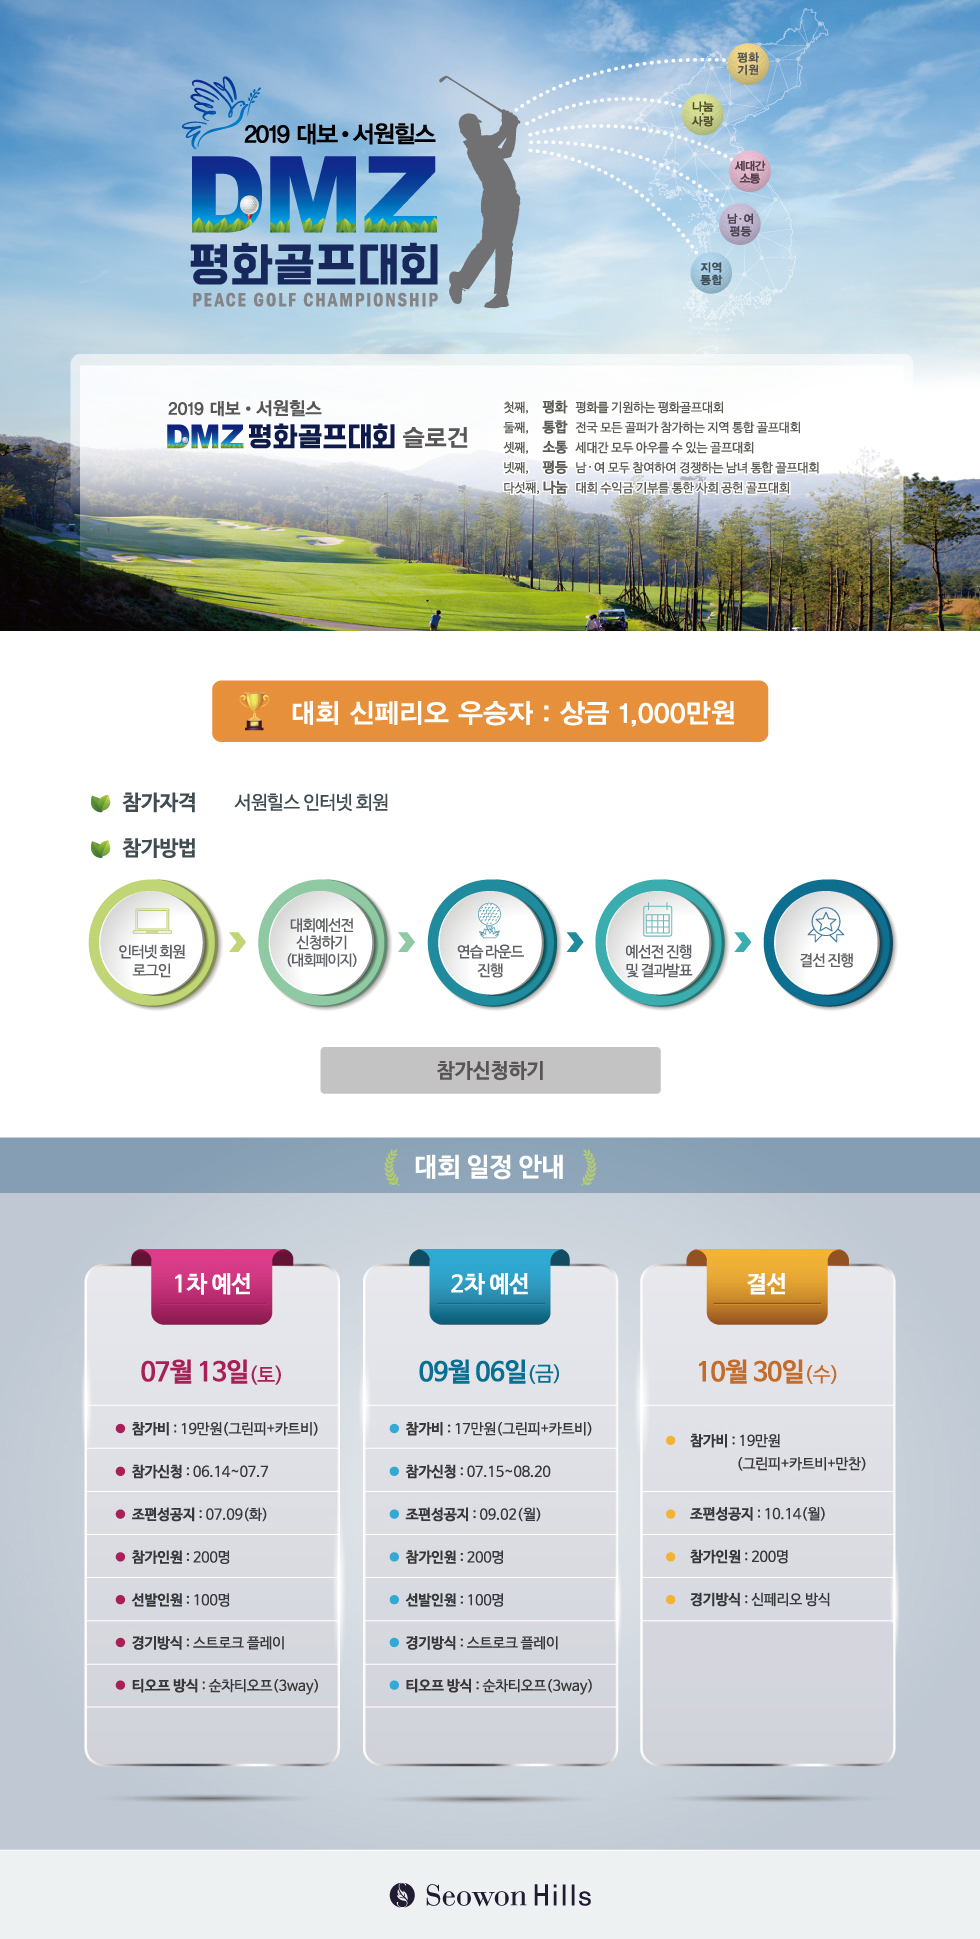 2019 대보 • 서원힐스
DMZ
평화골프대회
PEACE GOLF CHAMPIONSHIP
평화
기원
나눔
사랑
세대간
소통
남·여
평등
지역
통합
2019 대보 • 서원힐스
DMZ 평화골프대회 슬로건
첫째, 평화 평화를 기원하는 평화골프대회
둘째, 통합 전국 모든 골퍼가 참가하는 지역 통합 골프대회
셋째, 소통 세대간 모두 아우를 수 있는 골프대회
넷째, 평등 남·여 모두 참여하여 경쟁하는 남녀 통합 골프대회
다섯째, 나눔 대회 수익금 기부를 통한 사회 공헌 골프대회
대회 신페리오 우승자 : 상금 1,000만원
참가자격 서원힐스 인터넷 회원
참가방법
인터넷 회원
로그인
대회예선전
신청하기
(대회페이지)
연습 라운드
진행
예선전 진행
및 결과발표
결선 진행
참가신청하기
대회 일정 안내
1차 예선
07월 13일(토)
참가비 : 19만원(그린피+카트비)
참가신청 : 06.14~07.7
조편성공지 : 07.09(화)
참가인원 : 200명
선발인원 : 100명
경기방식 : 스트로크 플레이
티오프 방식 : 순차티오프(3way)
2차 예선
09월 06일(금)
참가비 : 17만원(그린피+카트비)
참가신청 : 07.15~08.20
조편성공지 : 09.02(월)
참가인원 : 200명
선발인원 : 100명
경기방식 : 스트로크 플레이
티오프 방식 : 순차티오프(3way)
결선
10월 30일(수)
참가비 : 19만원
(그린피+카트비+만찬)
조편성공지 : 10.14(월)
참가인원 : 200명
경기방식 : 신페리오 방식
Seowon Hills